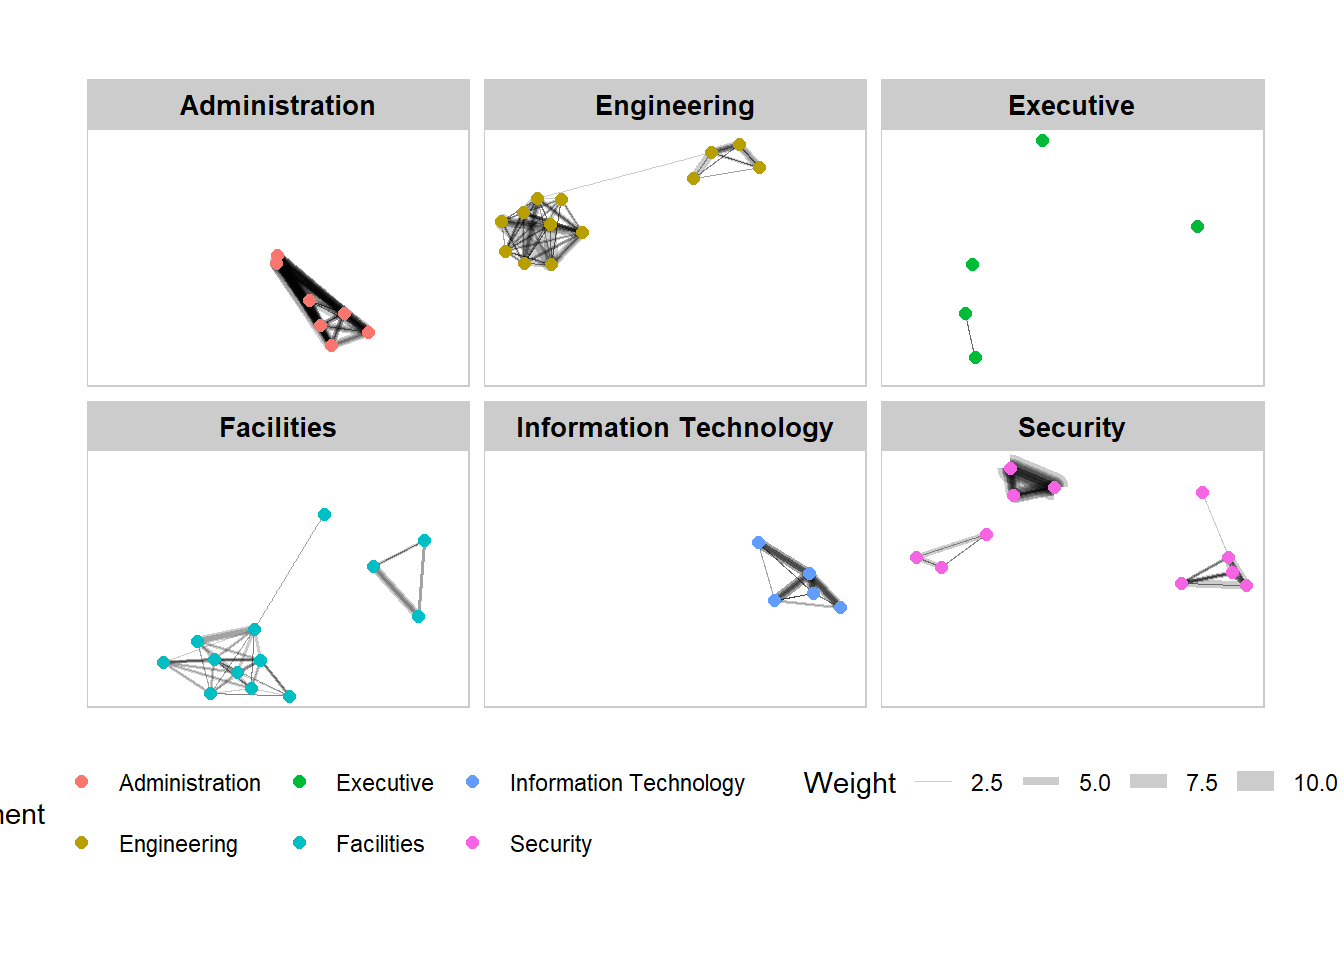 Administration
Engineering
Executive
Facilities
Information Technology
Security
Administration
Executive
Information Technology
Weight
2.5
5.0
7.5
10.0
Engineering
Facilities
Security